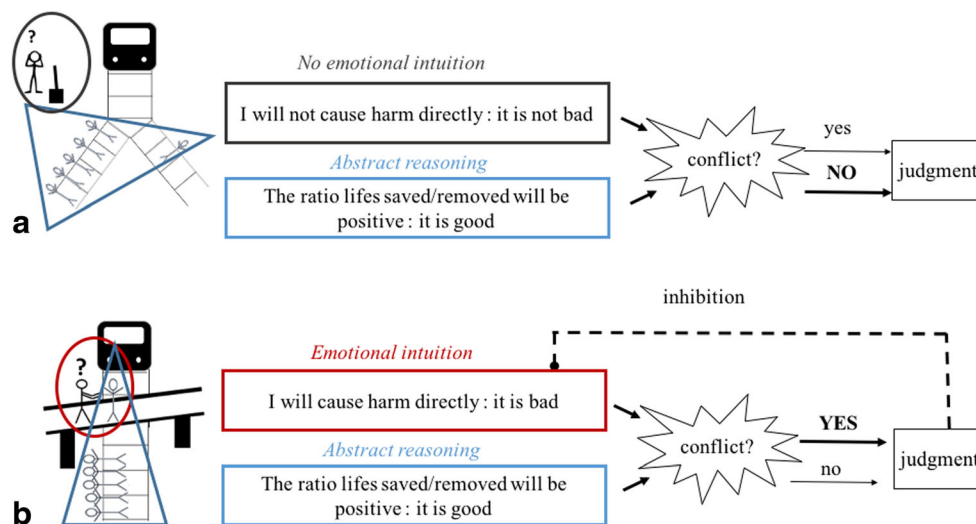 a
?
No emotional intuition
I will not cause harm directly : it is not bad
Abstract reasoning
The ratio lifes saved/removed will be
positive : it is good
conflict?
yes
NO
judgment
b
?
inhibition
Emotional intuition
I will cause harm directly : it is bad
Abstract reasoning
The ratio lifes saved/removed will be
positive : it is good
conflict?
YES
no
judgment